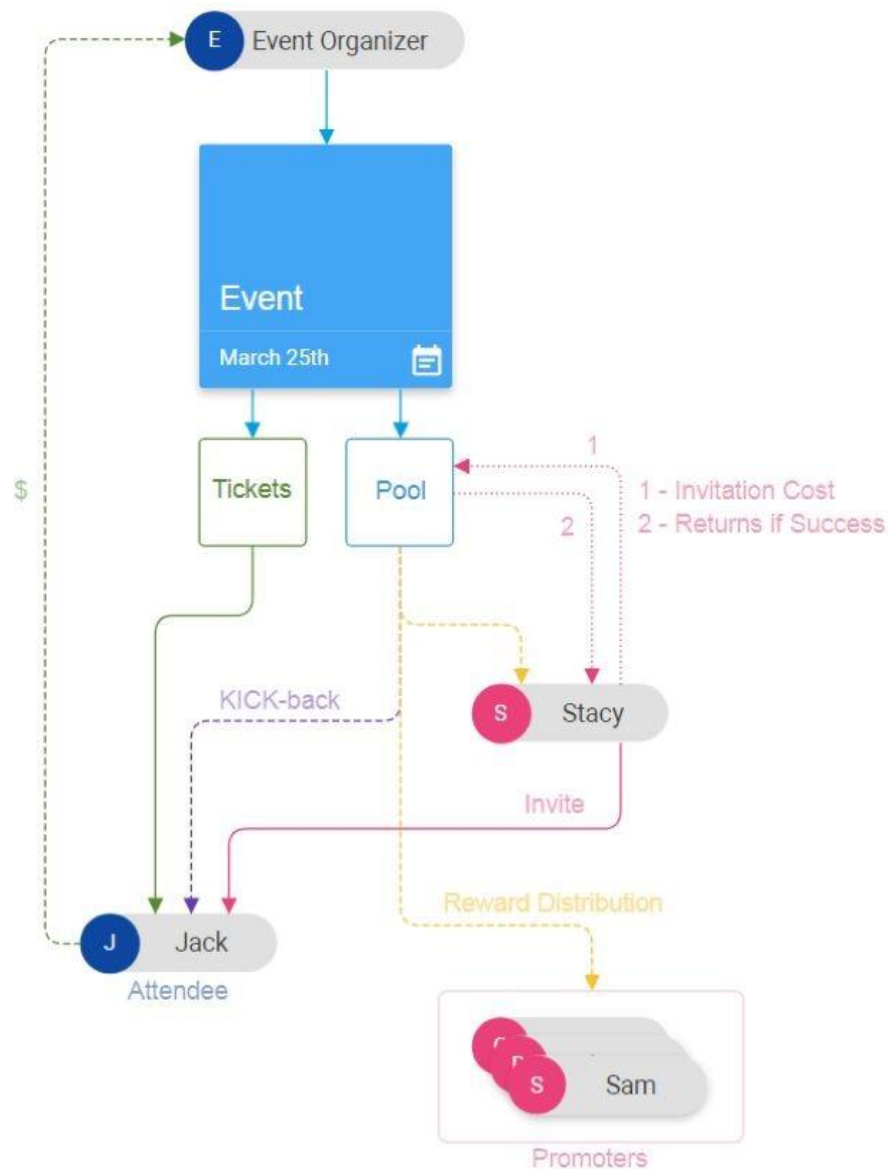 E Event Organizer
Event
March 25th
Tickets
Pool
1
1 - Invitation Cost
2 - Returns if Success
2
$
KICK-back
S Stacy
Invite
Reward Distribution
J Jack
Attendee
S Sam
Promoters